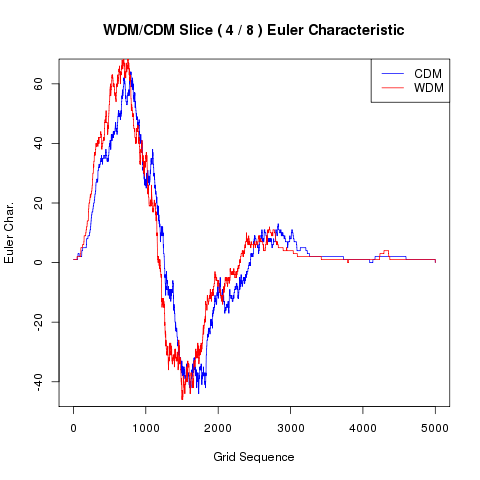 WDM/CDM Slice ( 4 / 8 ) Euler Characteristic
CDM
WDM
Euler Char.
60
40
20
0
-20
-40
0 1000 2000 3000 4000 5000
Grid Sequence